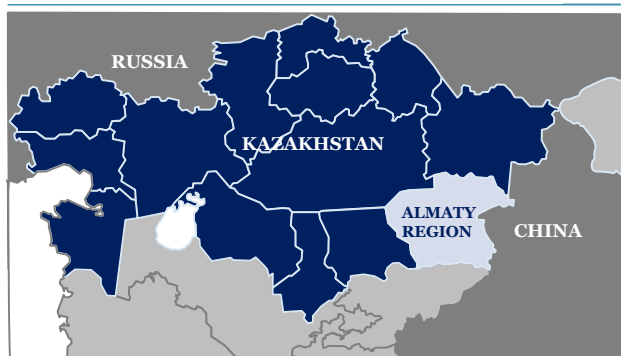 RUSSIA
KAZAKHSTAN
ALMATY
REGION
CHINA